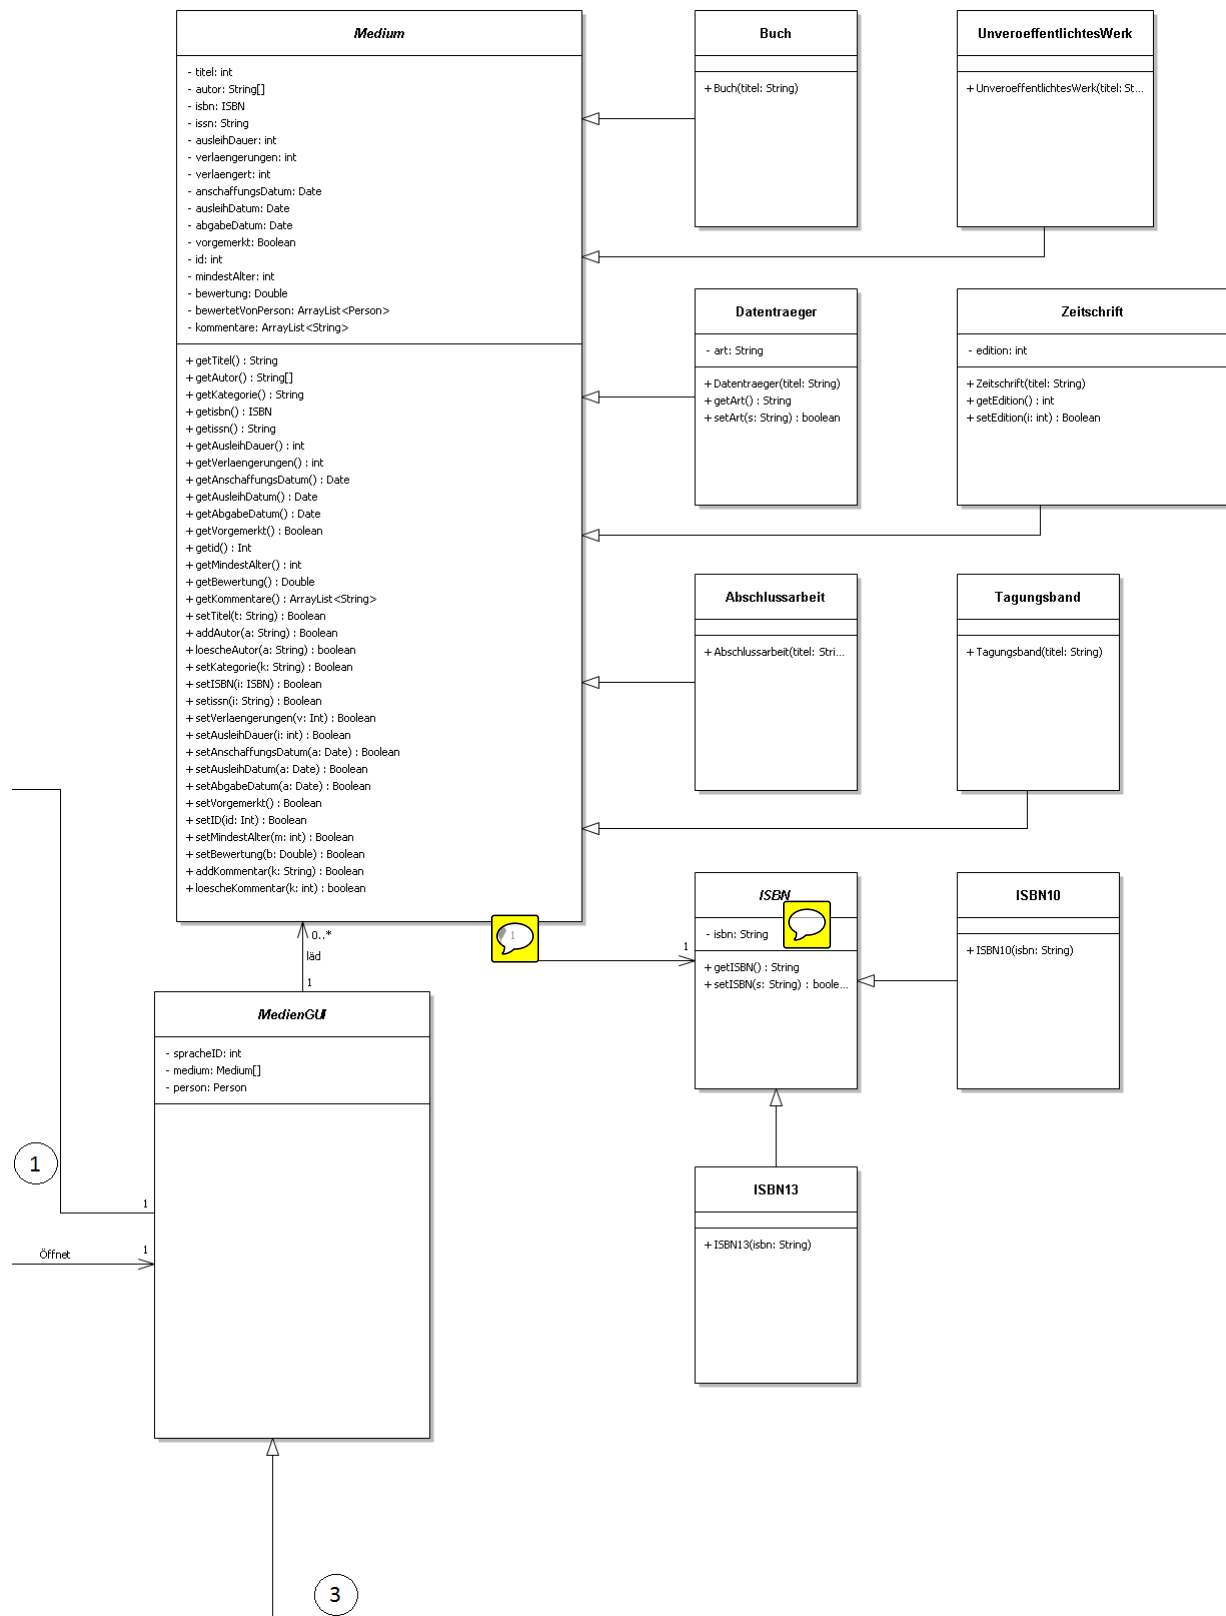 Medium
- titel: int
- autor: String[]
- isbn: ISBN
- issn: String
- ausleihDauer: int
- verlaengerungen: int
- verlaengert: int
- anschaffungsDatum: Date
- ausleihDatum: Date
- abgabeDatum: Date
- vorgemerkt: Boolean
- id: int
- mindestAlter: int
- bewertung: Double
- bewertetVonPerson: ArrayList<Person>
- kommentare: ArrayList<String>
+ getTitel() : String
+ getAutor() : String[]
+ getKategorie() : String
+ getisbn() : ISBN
+ getissn() : String
+ getAusleihDauer() : int
+ getVerlaengerungen() : int
+ getAnschaffungsDatum() : Date
+ getAusleihDatum() : Date
+ getAbgabeDatum() : Date
+ getVorgemerkt() : Boolean
+ getid() : Int
+ getMindestAlter() : int
+ getBewertung() : Double
+ getKommentare() : ArrayList<String>
+ setTitel(t: String) : Boolean
+ addAutor(a: String) : Boolean
+ loescheAutor(a: String) : boolean
+ setKategorie(k: String) : Boolean
+ setISBN(i: ISBN) : Boolean
+ setissn(i: String) : Boolean
+ setVerlaengerungen(v: Int) : Boolean
+ setAusleihDauer(i: int) : Boolean
+ setAnschaffungsDatum(a: Date) : Boolean
+ setAusleihDatum(a: Date) : Boolean
+ setAbgabeDatum(a: Date) : Boolean
+ setVorgemerkt() : Boolean
+ setID(id: Int) : Boolean
+ setMindestAlter(m: int) : Boolean
+ setBewertung(b: Double) : Boolean
+ addKommentar(k: String) : Boolean
+ loescheKommentar(k: int) : boolean
Buch
+ Buch(titel: String)
UnveroeffentlichtesWerk
+ UnveroeffentlichtesWerk(titel: St...
Datentraeger
- art: String
+ Datentraeger(titel: String)
+ getArt() : String
+ setArt(s: String) : boolean
Zeitschrift
- edition: int
+ Zeitschrift(titel: String)
+ getEdition() : int
+ setEdition(i: int) : Boolean
Abschlussarbeit
+ Abschlussarbeit(titel: Stri...
Tagungsband
+ Tagungsband(titel: String)
0..*
läd
1
1
1
ISBN
- isbn: String
+ getISBN() : String
+ setISBN(s: String) : boole...
ISBN10
+ ISBN10(isbn: String)
ISBN13
+ ISBN13(isbn: String)
MedienGUI
- spracheID: int
- medium: Medium[]
- person: Person
1
1
Öffnet
1
3